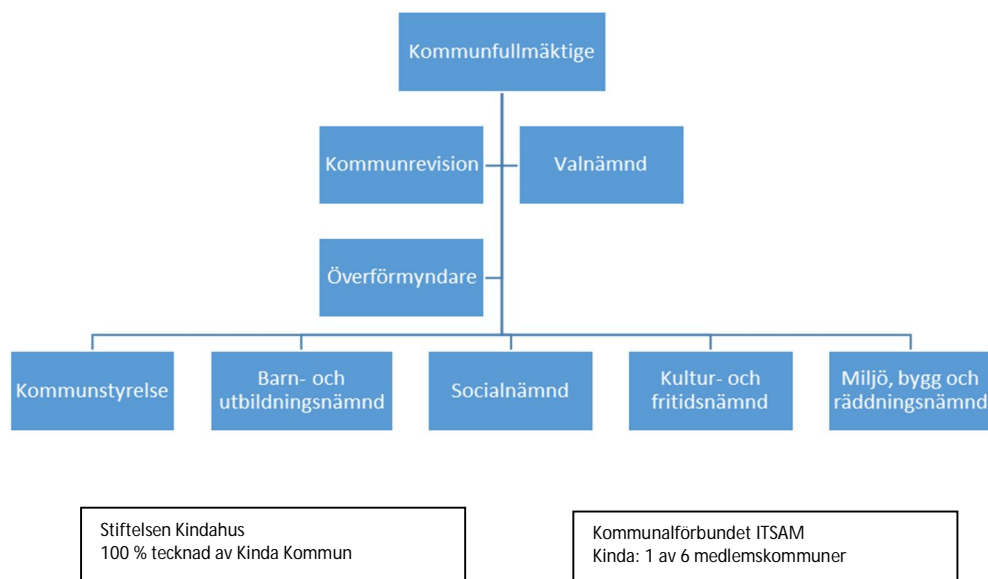 Kommunfullmäktige
Kommunrevision
Valnämnd
Överförmyndare
Kommunstyrelse
Barn- och
utbildningsnämnd
Socialnämnd
Kultur- och
fritidsnämnd
Miljö, bygg och
räddningsnämnd
Stiftelsen Kindahus
100 % tecknad av Kinda Kommun
Kommunalförbundet ITSAM
Kinda: 1 av 6 medlemskommuner